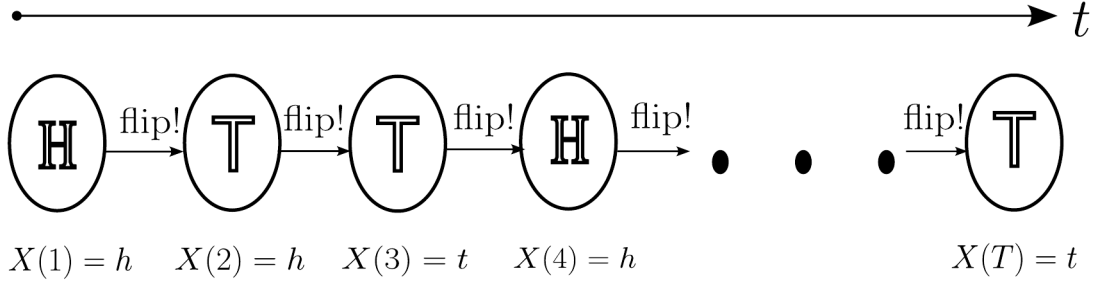 t
H flip! T flip! T flip! H flip! flip! T
X(1) = h X(2) = h X(3) = t X(4) = h X(T) = t